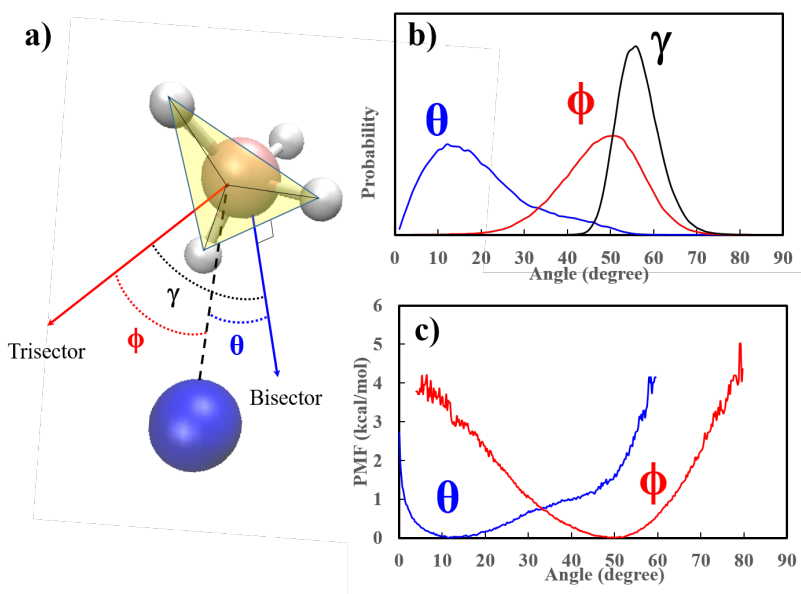 a)
Trisector
ϕ
γ
θ
Bisector
b)
Probability
θ
ϕ
γ
0 10 20 30 40 50 60 70 80 90
Angle (degree)
c)
PMF (kcal/mol)
6
5
4
3
2
1
0
θ
ϕ
0 10 20 30 40 50 60 70 80 90
Angle (degree)